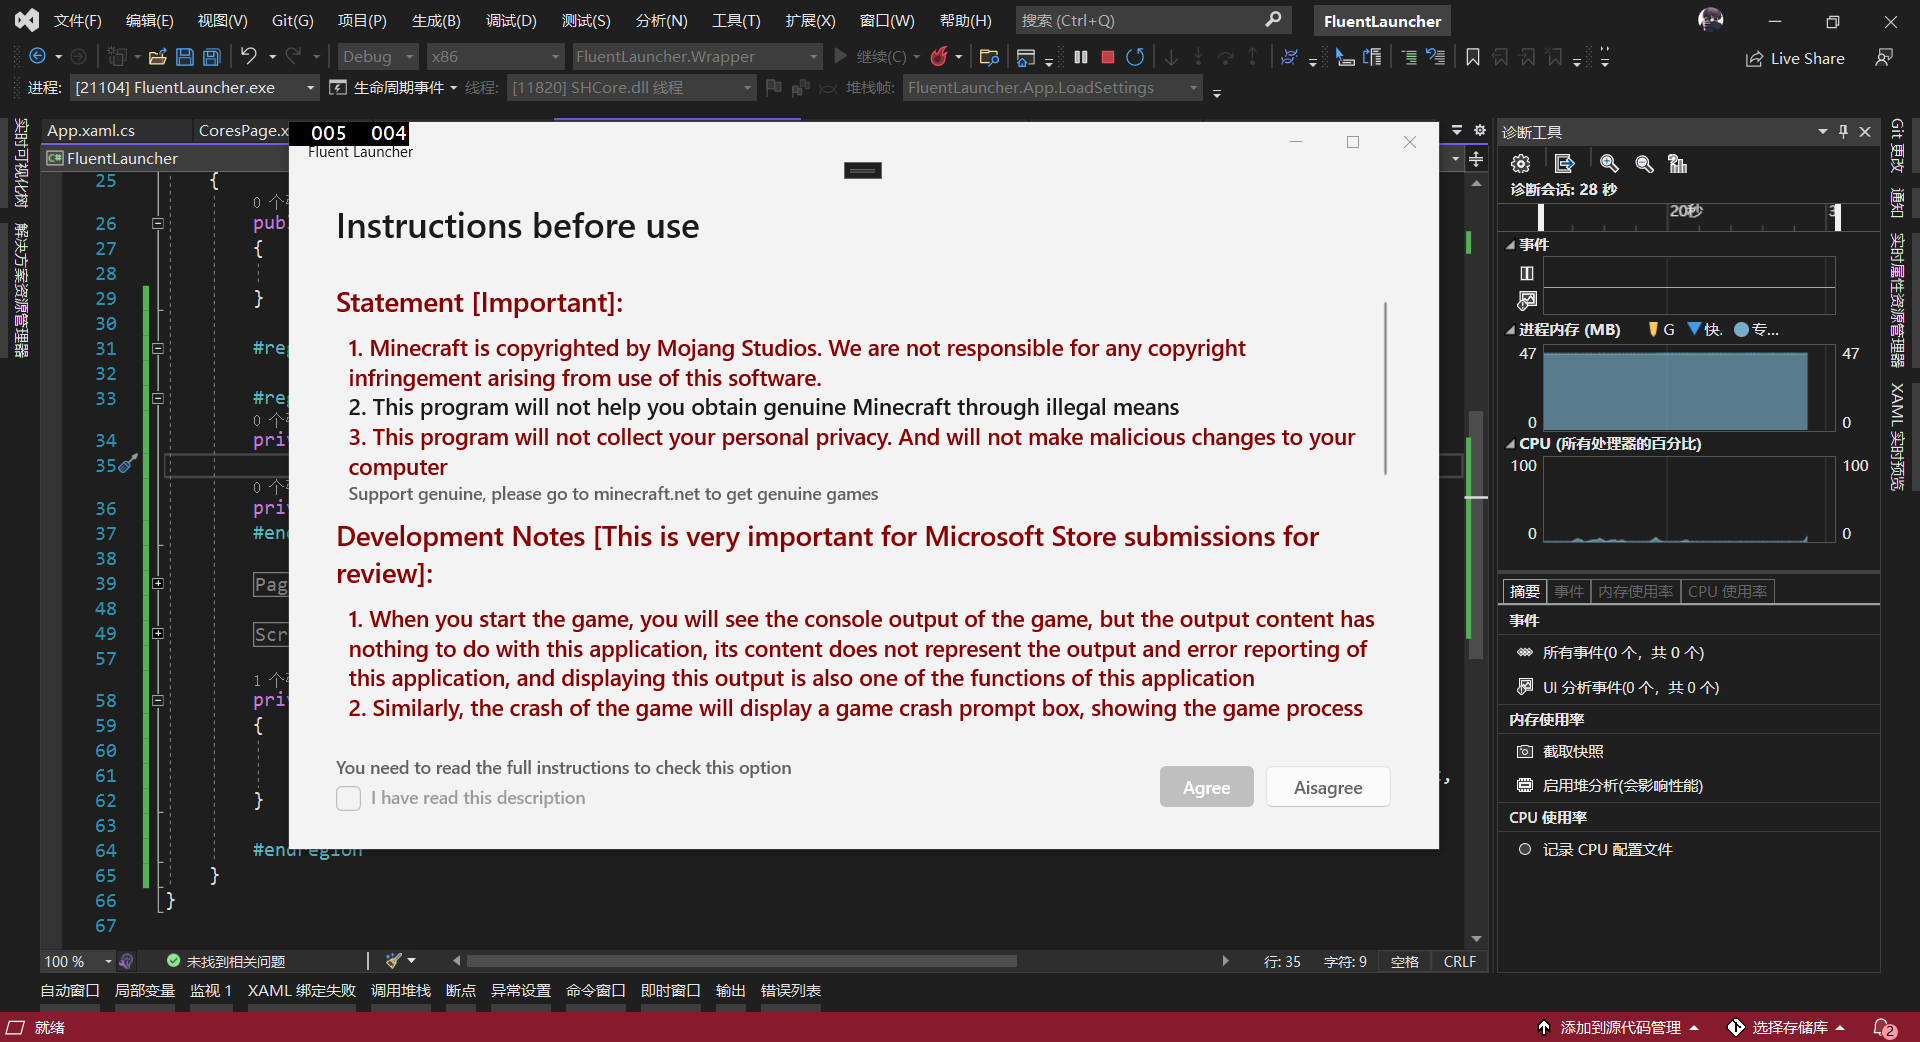 文件(F) 编辑(E) 视图(V) Git(G) 项目(P) 生成(B) 调试(D) 测试(S) 分析(N) 工具(T) 扩展(X) 窗口(W) 帮助(H) 搜索 (Ctrl+Q) FluentLauncher
Debug x86 FluentLauncher.Wrapper 继续(C) Live Share
进程: [21104] FluentLauncher.exe 生命周期事件 线程: [11820] SHCore.dll 线程 堆栈帧: FluentLauncher.App.LoadSettings
实时可视化树
解决方案资源管理器
App.xaml.cs CoresPage.x
C# FluentLauncher
25 {
0 个
26 pub
27 {
28
29 }
30
31 #reg
32
33 #reg
0 个
34 pri
35
0 个
36 pri
37 #en
38
39 Pag
48
49 Scr
57
1 个
58 pri
59 {
60
61 ,
62 }
63
64 #endregion
65 }
66 }
67
005 004
Fluent Launcher
Instructions before use
Statement [Important]:
1. Minecraft is copyrighted by Mojang Studios. We are not responsible for any copyright
infringement arising from use of this software.
2. This program will not help you obtain genuine Minecraft through illegal means
3. This program will not collect your personal privacy. And will not make malicious changes to your
computer
Support genuine, please go to minecraft.net to get genuine games
Development Notes [This is very important for Microsoft Store submissions for
review]:
1. When you start the game, you will see the console output of the game, but the output content has
nothing to do with this application, its content does not represent the output and error reporting of
this application, and displaying this output is also one of the functions of this application
2. Similarly, the crash of the game will display a game crash prompt box, showing the game process
You need to read the full instructions to check this option
I have read this description
Agree Aisagree
诊断工具
诊断会话: 28 秒
20秒 3
事件
进程内存 (MB) G 快. 专...
47 47
0 0
CPU (所有处理器的百分比)
100 100
0 0
摘要 事件 内存使用率 CPU 使用率
事件
所有事件(0 个，共 0 个)
UI 分析事件(0 个，共 0 个)
内存使用率
截取快照
启用堆分析(会影响性能)
CPU 使用率
记录 CPU 配置文件
Git 更改
通知
实时属性资源管理器
XAML 实时预览
100 % 未找到相关问题 行: 35 字符: 9 空格 CRLF
自动窗口 局部变量 监视 1 XAML 绑定失败 调用堆栈 断点 异常设置 命令窗口 即时窗口 输出 错误列表
就绪 添加到源代码管理 选择存储库 2